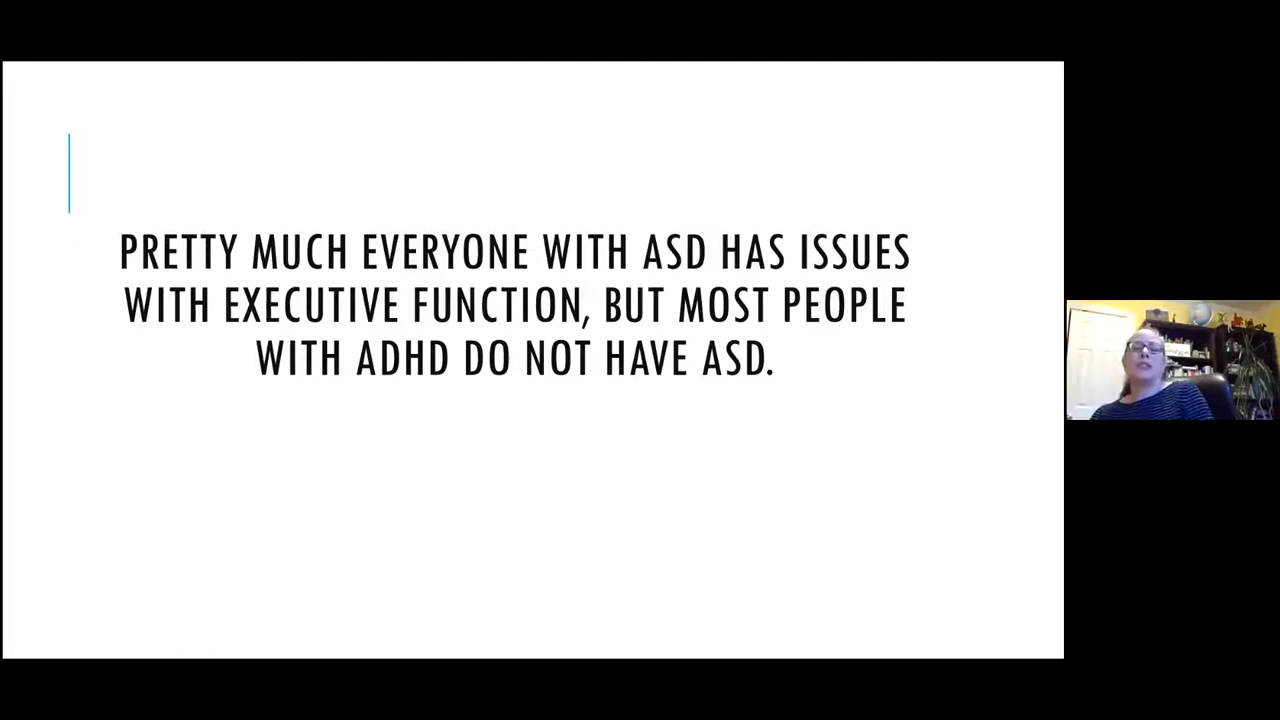 PRETTY MUCH EVERYONE WITH ASD HAS ISSUES
WITH EXECUTIVE FUNCTION, BUT MOST PEOPLE
WITH ADHD DO NOT HAVE ASD.